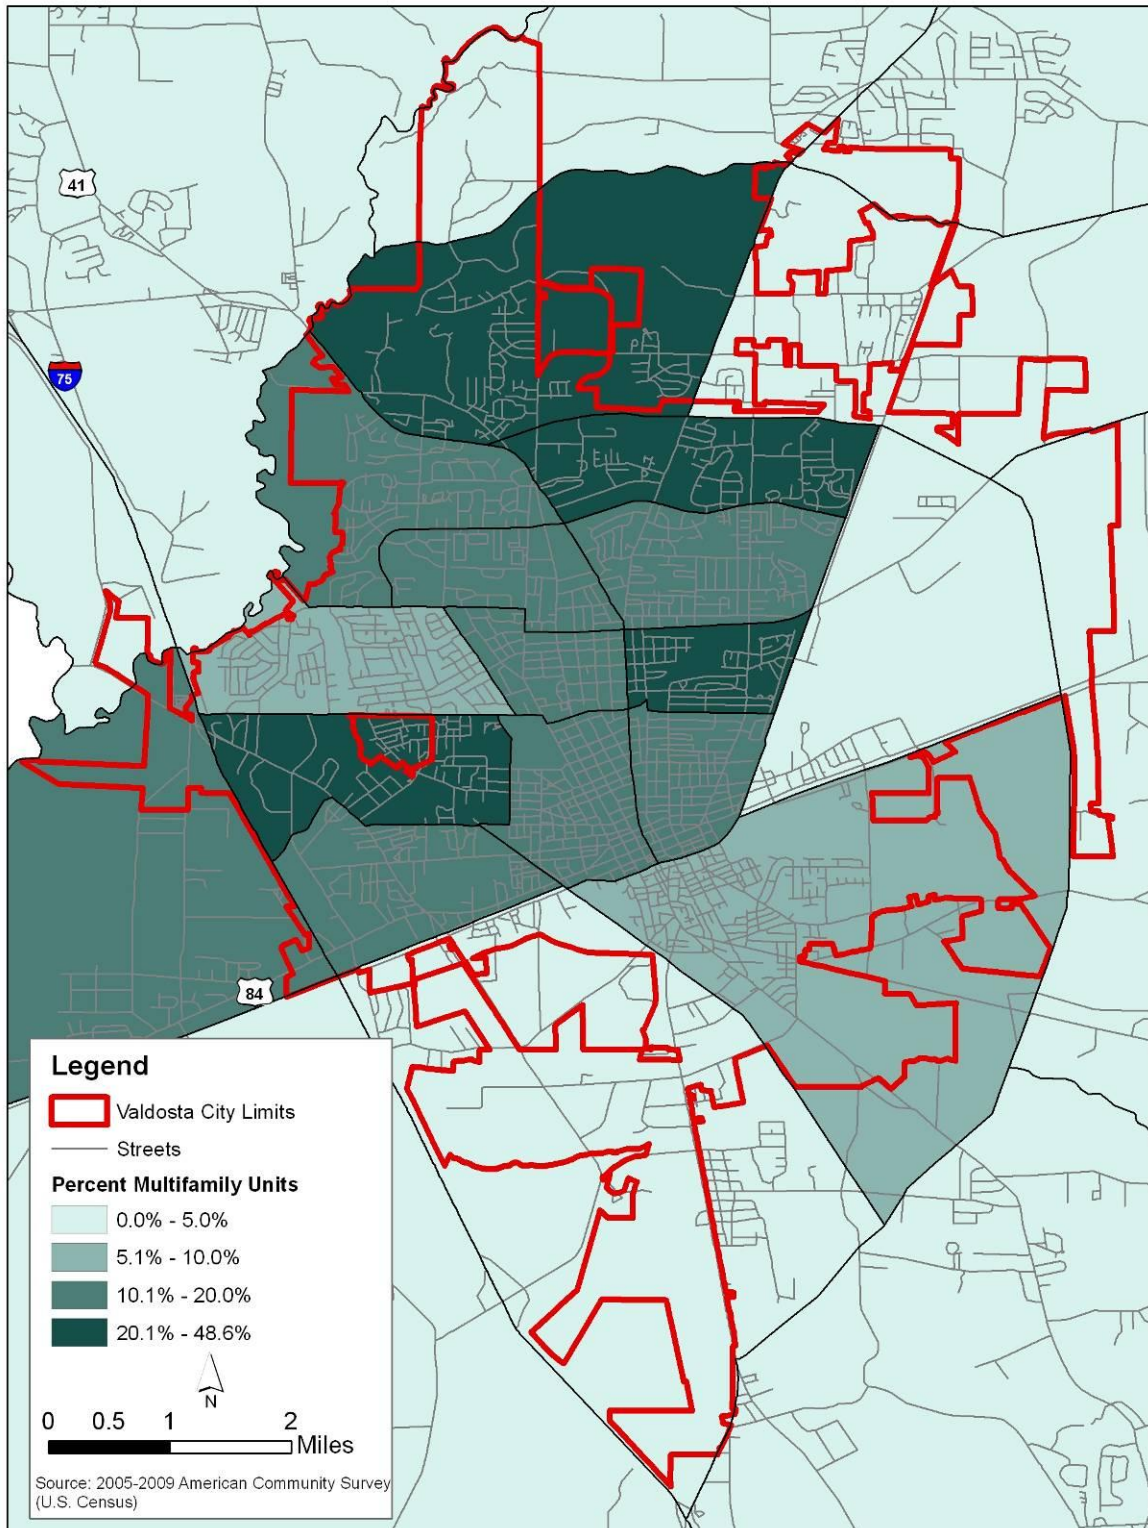 41
75
84
Legend
Valdosta City Limits
Streets
Percent Multifamily Units
0.0% - 5.0%
5.1% - 10.0%
10.1% - 20.0%
20.1% - 48.6%
N
0 0.5 1 2
Miles
Source: 2005-2009 American Community Survey
(U.S. Census)